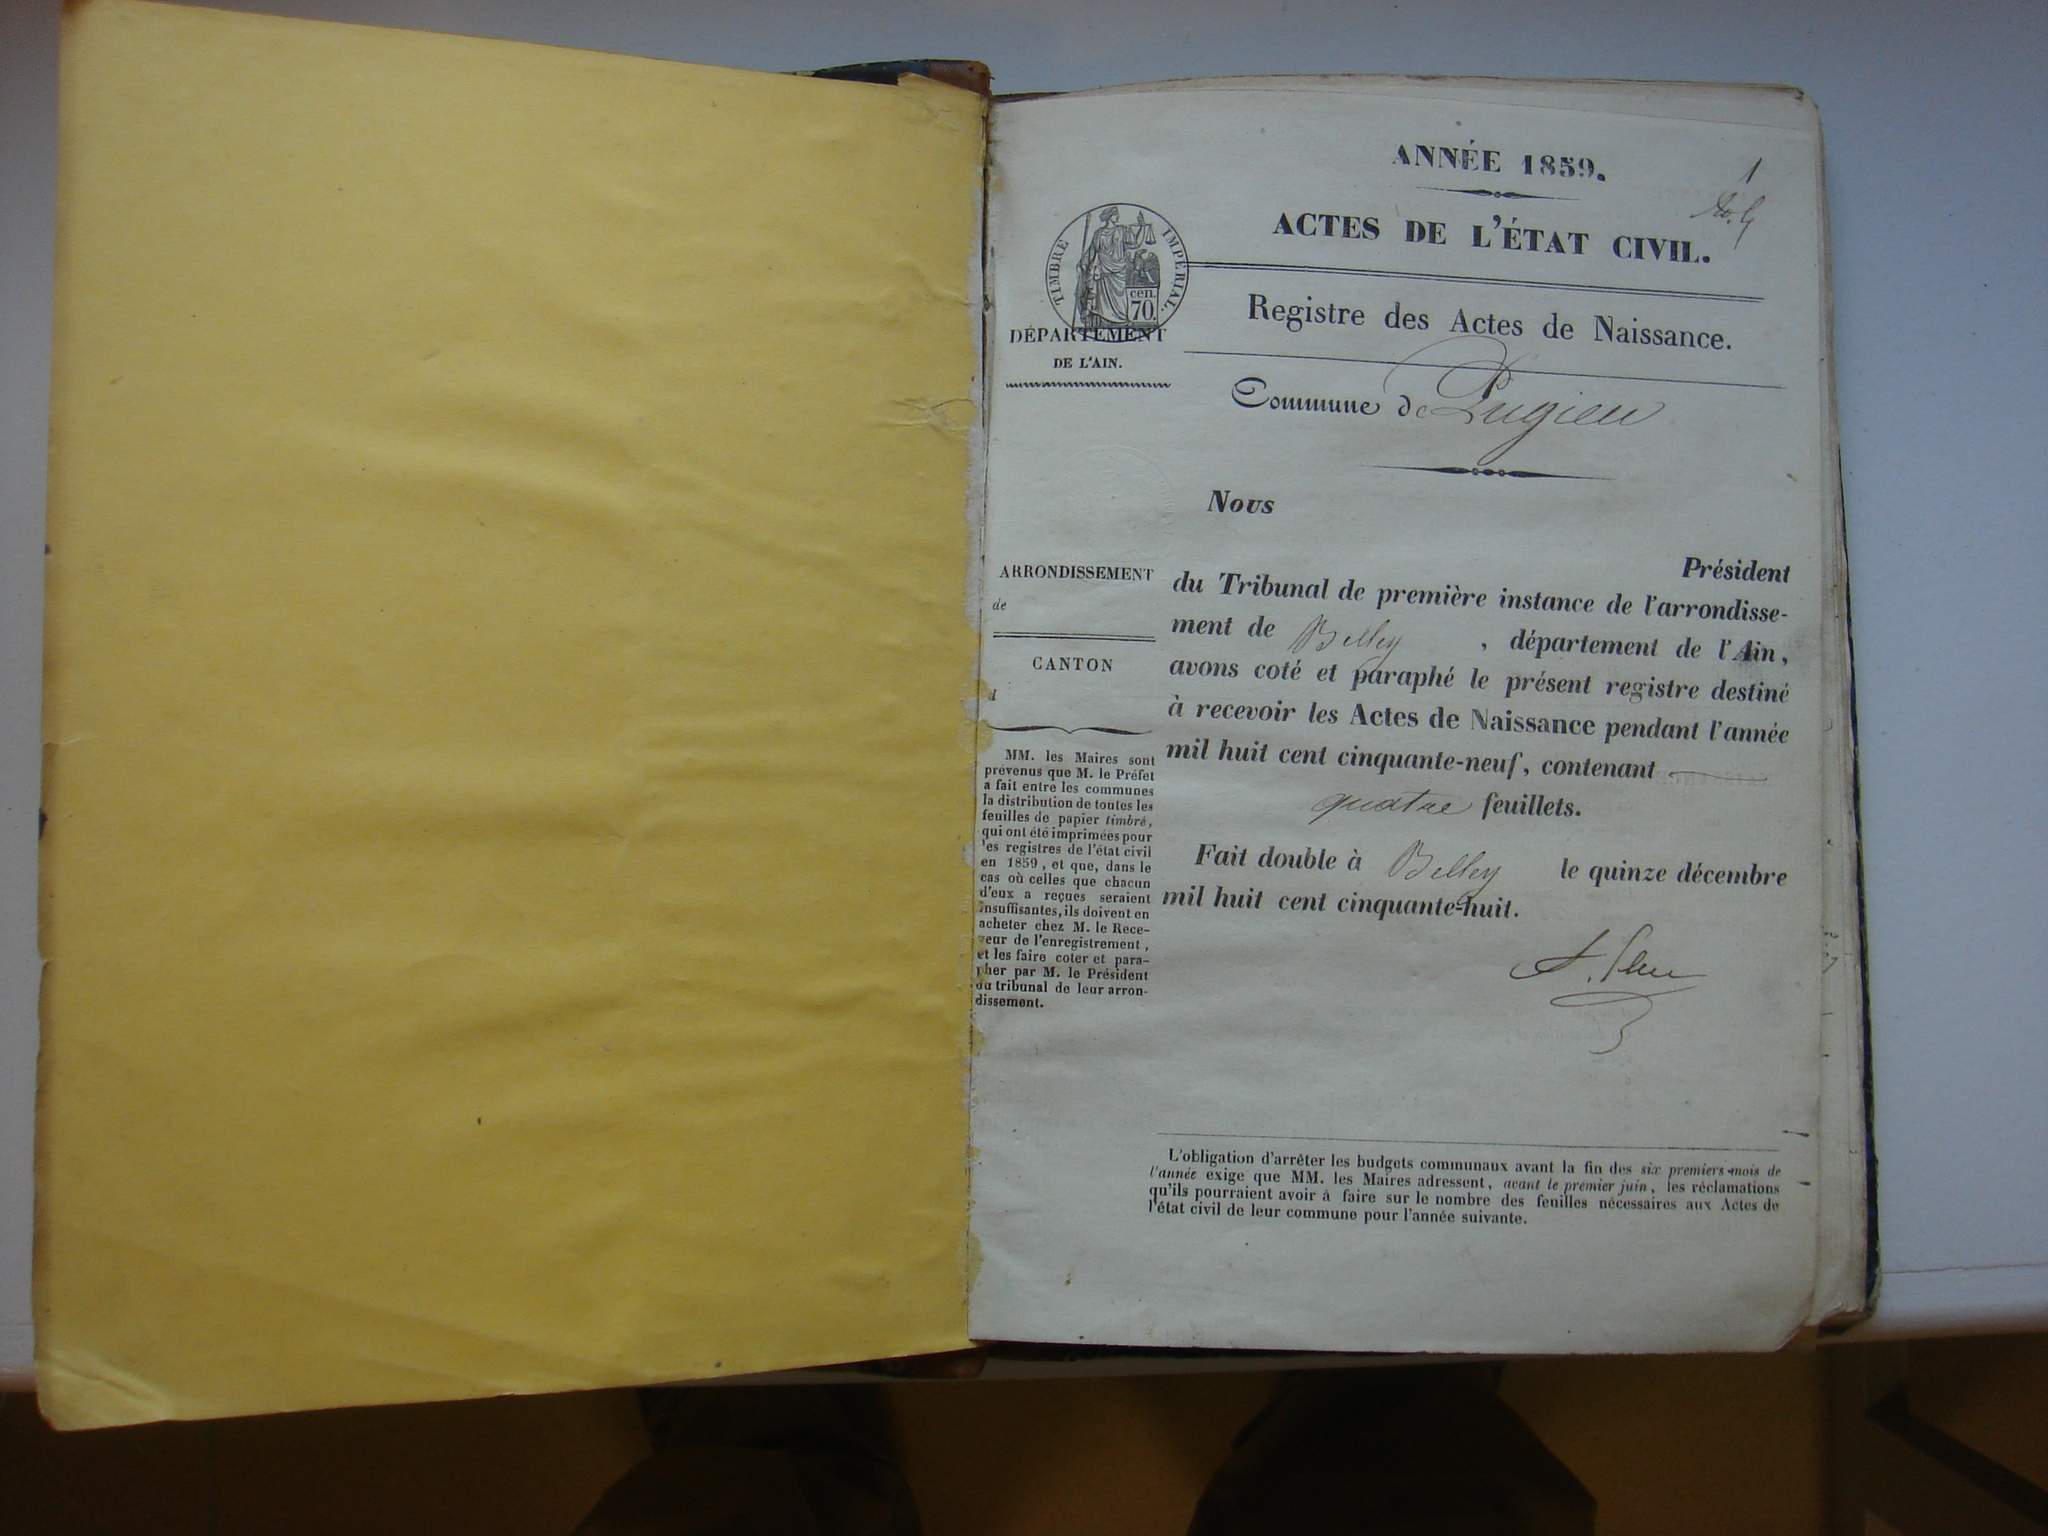 ANNÉE 1859.
1
ACTES DE L'ÉTAT CIVIL.
TIMBRE IMPÉRIAL.
cen.
70.
DÉPARTEMENT
DE L'AIN.
Registre des Actes de Naissance.
Commune de Pugieu
Nous
Président
du Tribunal de première instance de l'arrondisse-
ment de Belley , département de l'Ain,
avons coté et paraphé le présent registre destiné
à recevoir les Actes de Naissance pendant l'année
mil huit cent cinquante-neuf, contenant
quatre feuillets.
Fait double à Belley le quinze décembre
mil huit cent cinquante-huit.
ARRONDISSEMENT
de
CANTON
d
MM. les Maires sont
prévenus que M. le Préfet
a fait entre les communes
la distribution de toutes les
feuilles de papier timbré,
qui ont été imprimées pour
les registres de l'état civil
en 1859, et que, dans le
cas où celles que chacun
d'eux a reçues seraient
insuffisantes, ils doivent en
acheter chez M. le Rece-
veur de l'enregistrement,
et les faire coter et para-
pher par M. le Président
du tribunal de leur arron-
dissement.
L'obligation d'arrêter les budgets communaux avant la fin des six premiers mois de
l'année exige que MM. les Maires adressent, avant le premier juin, les réclamations
qu'ils pourraient avoir à faire sur le nombre des feuilles nécessaires aux Actes de
l'état civil de leur commune pour l'année suivante.